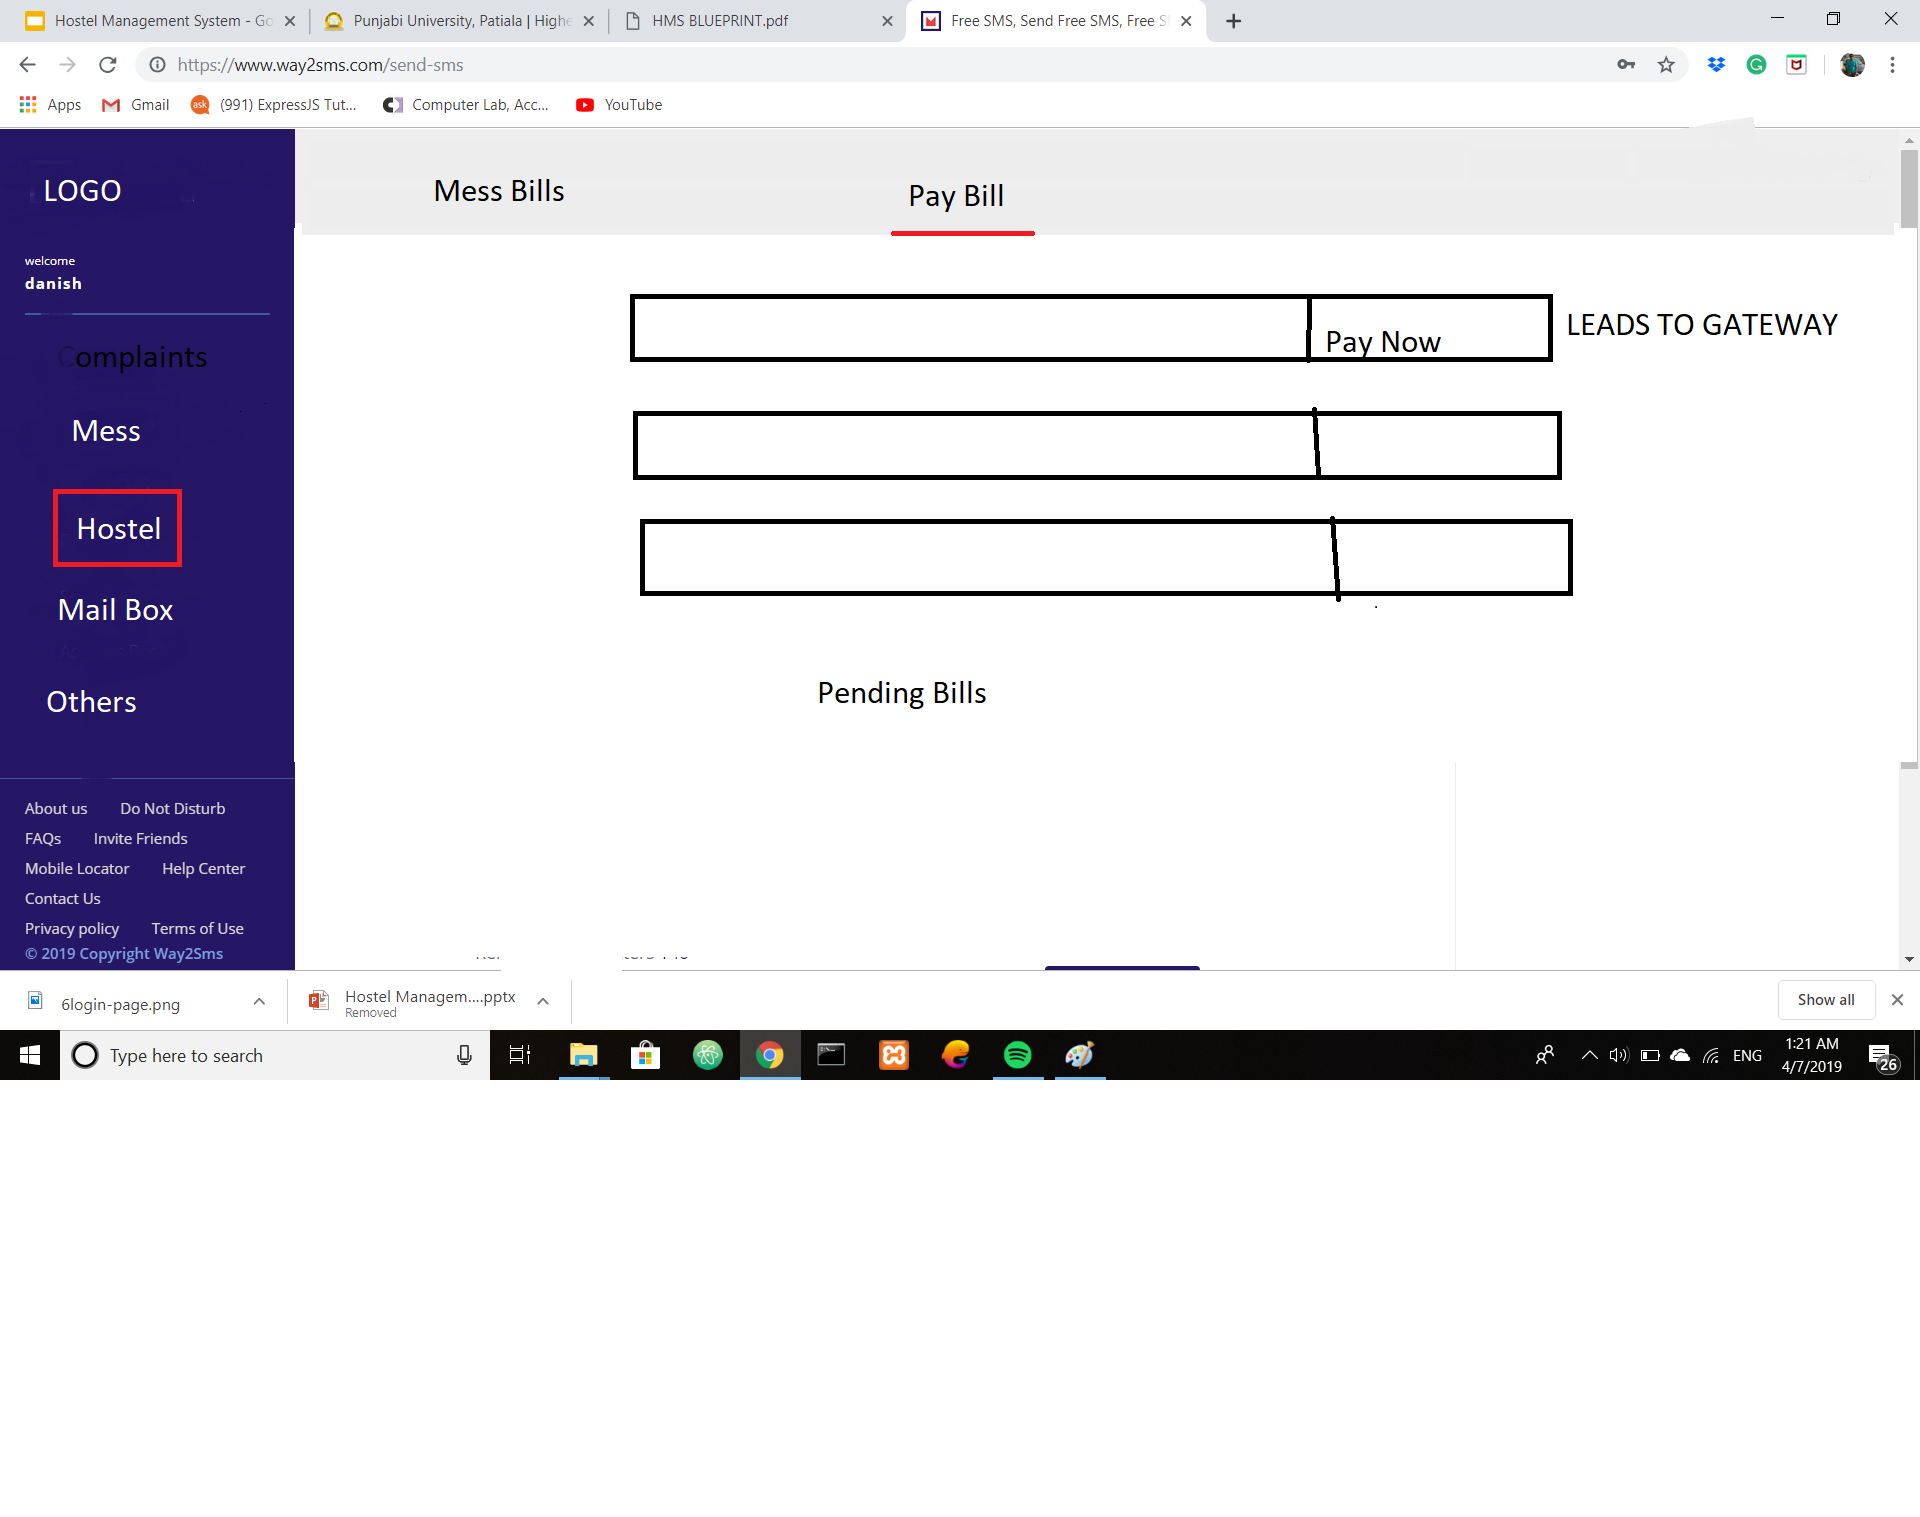 Hostel Management System - Go
Punjabi University, Patiala | Highe
HMS BLUEPRINT.pdf
Free SMS, Send Free SMS, Free S
https://www.way2sms.com/send-sms
Apps
Gmail
ask
(991) ExpressJS Tut...
Computer Lab, Acc...
YouTube
LOGO
Mess Bills
Pay Bill
welcome
danish
Pay Now
LEADS TO GATEWAY
Complaints
Mess
Hostel
Mail Box
Others
Pending Bills
About us
Do Not Disturb
FAQs
Invite Friends
Mobile Locator
Help Center
Contact Us
Privacy policy
Terms of Use
© 2019 Copyright Way2Sms
6login-page.png
Hostel Managem....pptx
Removed
Show all
Type here to search
ENG
1:21 AM
4/7/2019
26